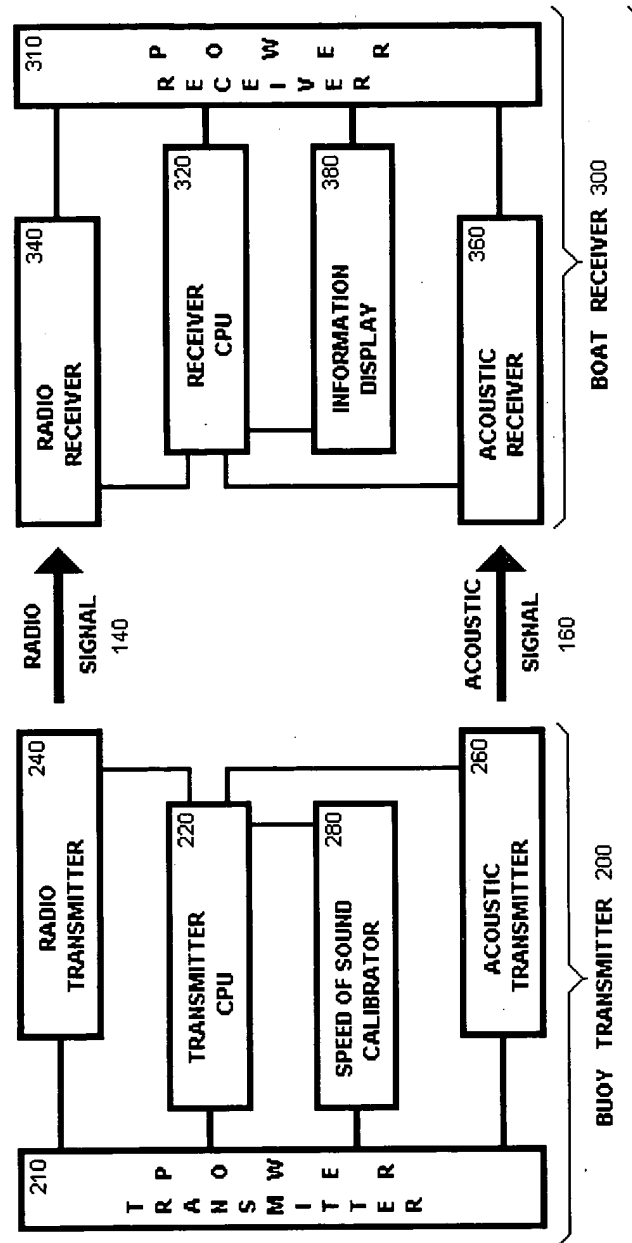 210
TRANSMITTER
POWER
240
RADIO
TRANSMITTER
220
TRANSMITTER
CPU
280
SPEED OF SOUND
CALIBRATOR
260
ACOUSTIC
TRANSMITTER
BUOY TRANSMITTER 200
RADIO
SIGNAL
140
ACOUSTIC
SIGNAL
160
340
RADIO
RECEIVER
320
RECEIVER
CPU
380
INFORMATION
DISPLAY
360
ACOUSTIC
RECEIVER
310
RECEIVER
POWER
BOAT RECEIVER 300